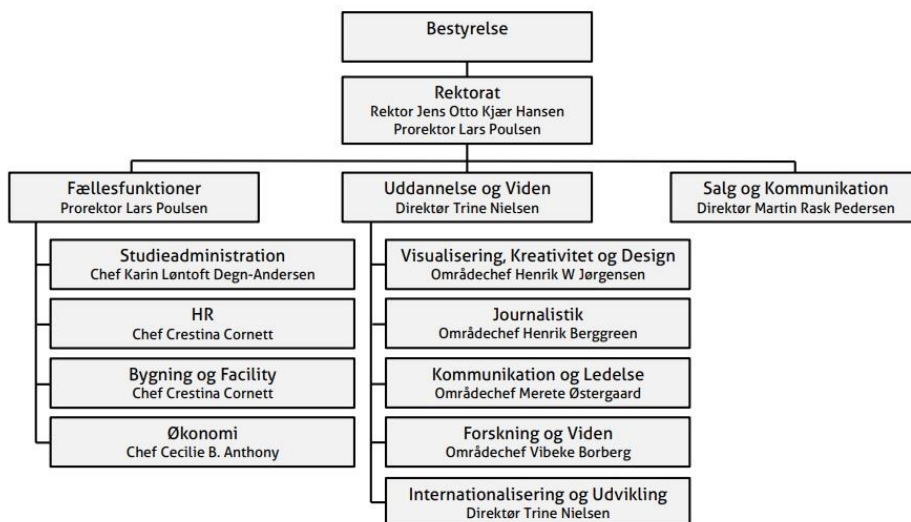 Bestyrelse
Rektorat
Rektor Jens Otto Kjær Hansen
Prorektor Lars Poulsen
Fællesfunktioner
Prorektor Lars Poulsen
Uddannelse og Viden
Direktør Trine Nielsen
Salg og Kommunikation
Direktør Martin Rask Pedersen
Studieadministration
Chef Karin Løntoft Degn-Andersen
HR
Chef Crestina Cornett
Bygning og Facility
Chef Crestina Cornett
Økonomi
Chef Cecilie B. Anthony
Visualisering, Kreativitet og Design
Områdechef Henrik W Jørgensen
Journalistik
Områdechef Henrik Berggreen
Kommunikation og Ledelse
Områdechef Merete Østergaard
Forskning og Viden
Områdechef Vibeke Borberg
Internationalisering og Udvikling
Direktør Trine Nielsen